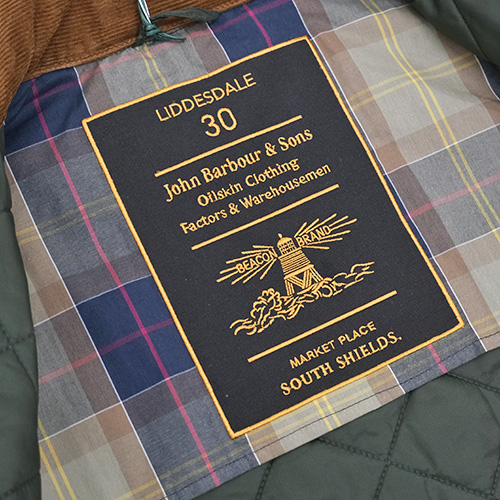 LIDDESDALE
30
John Barbour & Sons
Oilskin Clothing
Factors & Warehousemen
BEACON BRAND
MARKET PLACE
SOUTH SHIELDS.